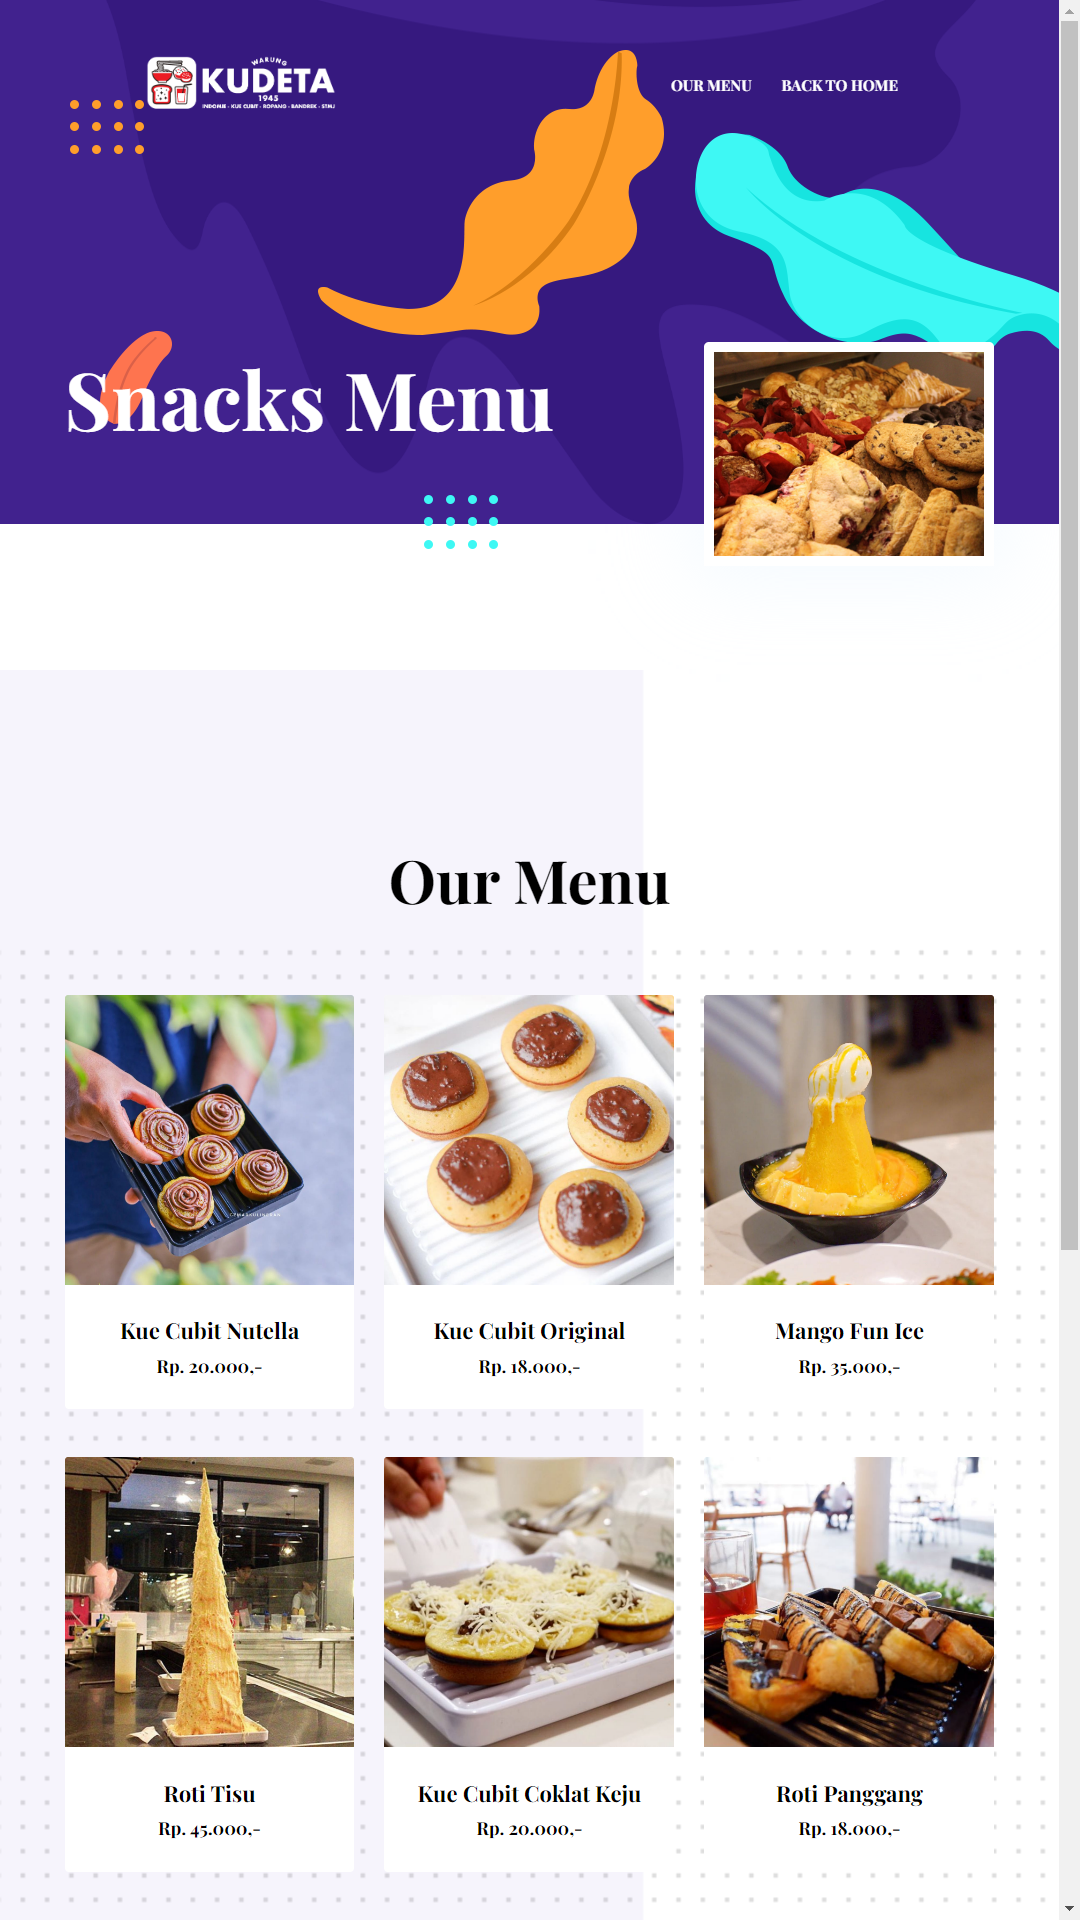 WARUNG
KUDETA
1945
INDOMIE - KUE CUBIT - ROPANG - BANDREK - STMJ
OUR MENU
BACK TO HOME
Snacks Menu
Our Menu
Kue Cubit Nutella
Rp. 20.000,-
Kue Cubit Original
Rp. 18.000,-
Mango Fun Ice
Rp. 35.000,-
Roti Tisu
Rp. 45.000,-
Kue Cubit Coklat Keju
Rp. 20.000,-
Roti Panggang
Rp. 18.000,-